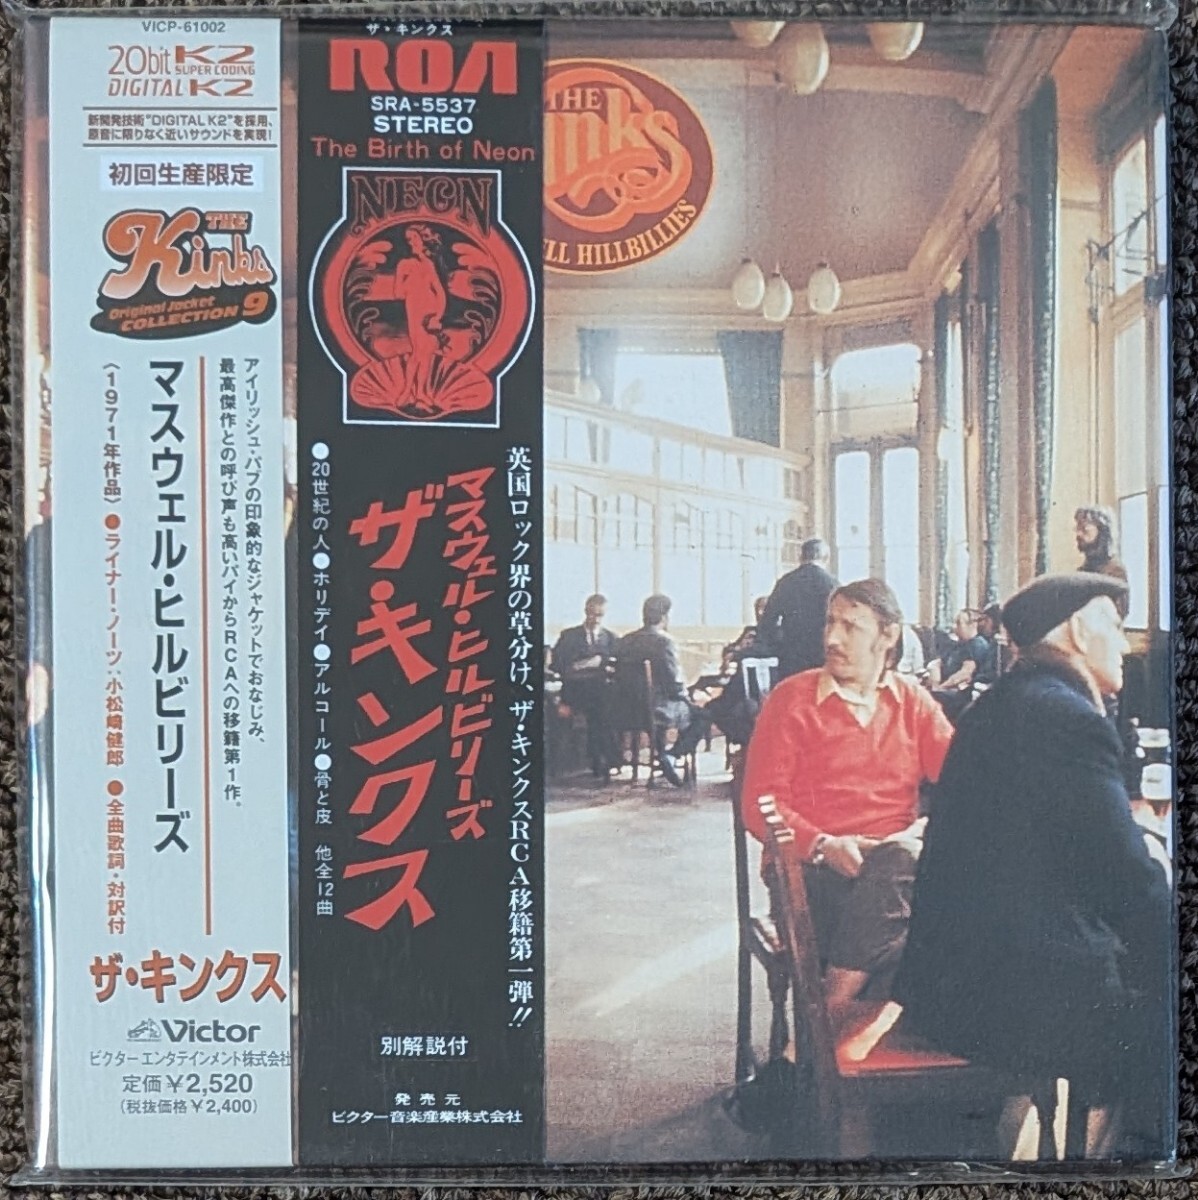 VICP-61002
20bit K2
SUPER CODING
DIGITAL K2
新開発技術“DIGITAL K2”を採用、
原音に限りなく近いサウンドを実現!
初回生産限定
THE
Kinks
Original Jacket
COLLECTION 9
アイリッシュ・パブの印象的なジャケットでおなじみ、
最高傑作との呼び声も高いパイからRCAへの移籍第1作。
マスウェル・ヒルビリーズ
〈1971年作品〉●ライナー・ノーツ:小松崎健郎 ●全曲歌詞・対訳付
ザ・キンクス
Victor
ビクターエンタテインメント株式会社
定価¥2,520
(税抜価格¥2,400)
ザ・キンクス
ROA
SRA-5537
STEREO
The Birth of Neon
NEON
英国ロック界の草分け、ザ・キンクスRCA移籍第一弾!!
マスウェル・ヒルビリーズ
ザ・キンクス
●20世紀の人●ホリデイ●アルコール●骨と皮 他全12曲
別解説付
発売元
ビクター音楽産業株式会社
THE
inks
ELL HILLBILLIES